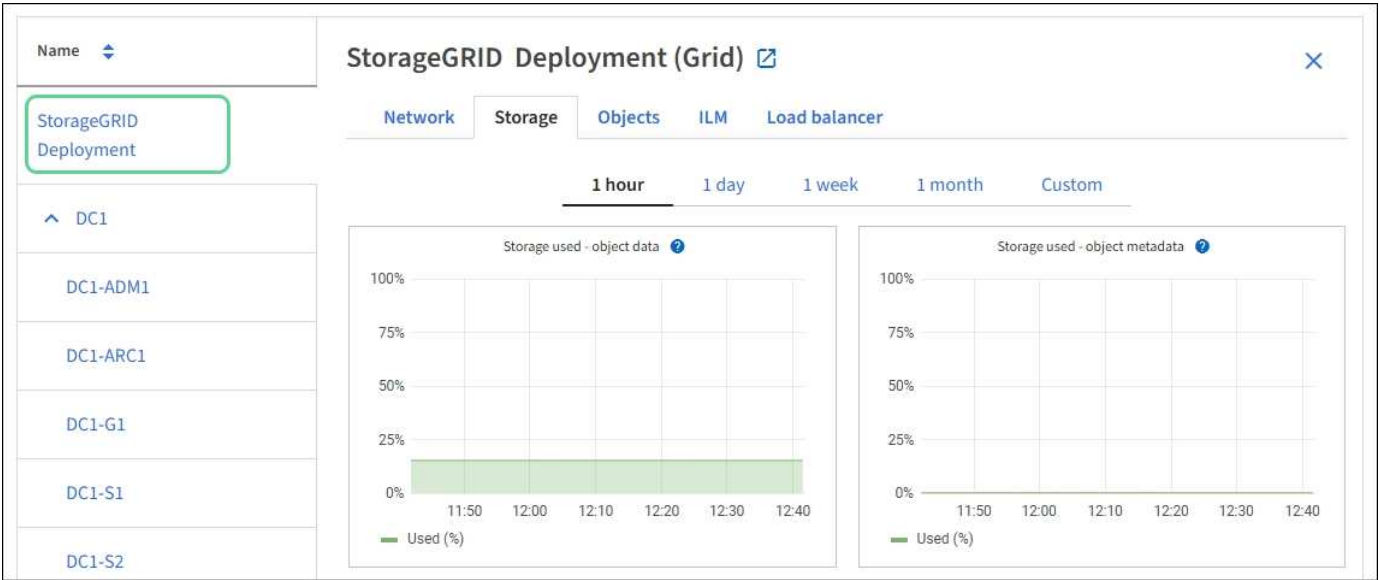 Name
StorageGRID
Deployment
DC1
DC1-ADM1
DC1-ARC1
DC1-G1
DC1-S1
DC1-S2
StorageGRID Deployment (Grid)
Network Storage Objects ILM Load balancer
1 hour 1 day 1 week 1 month Custom
Storage used - object data ?
100%
75%
50%
25%
0%
11:50 12:00 12:10 12:20 12:30 12:40
Used (%)
Storage used - object metadata ?
100%
75%
50%
25%
0%
11:50 12:00 12:10 12:20 12:30 12:40
Used (%)